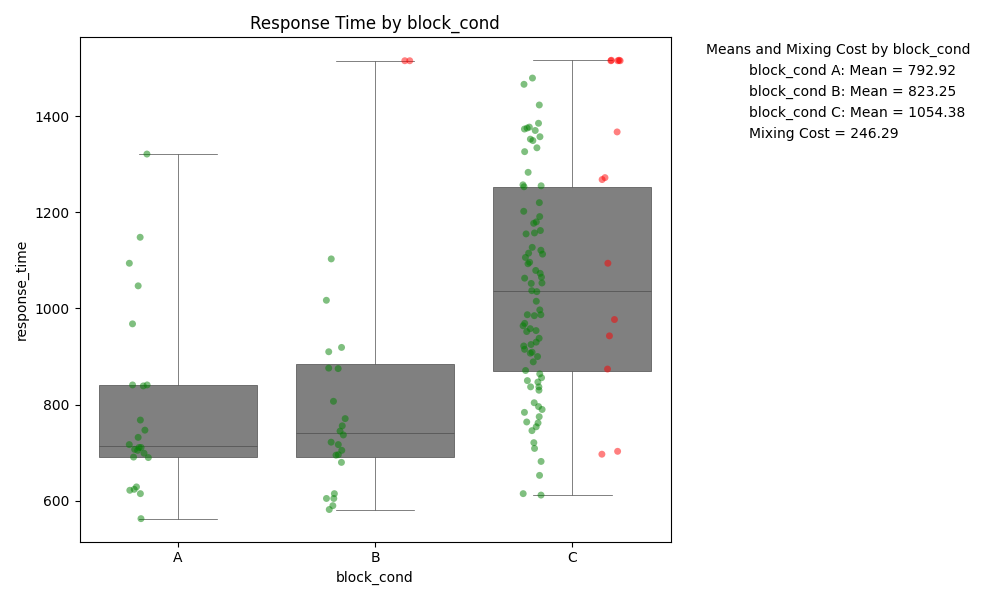 Response Time by block_cond
Means and Mixing Cost by block_cond
block_cond A: Mean = 792.92
block_cond B: Mean = 823.25
block_cond C: Mean = 1054.38
Mixing Cost = 246.29
response_time
1400
1200
1000
800
600
A B C
block_cond